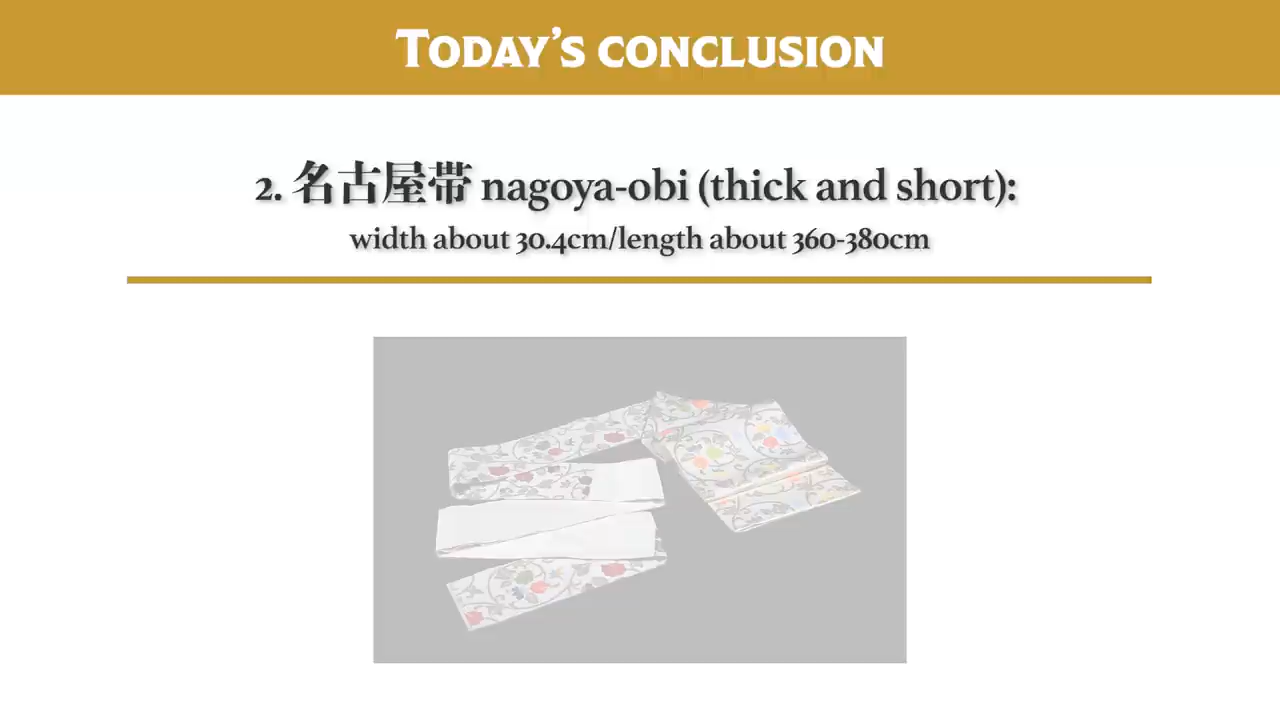 TODAY'S CONCLUSION
2. 名古屋帯 nagoya-obi (thick and short):
width about 30.4cm/length about 360-380cm